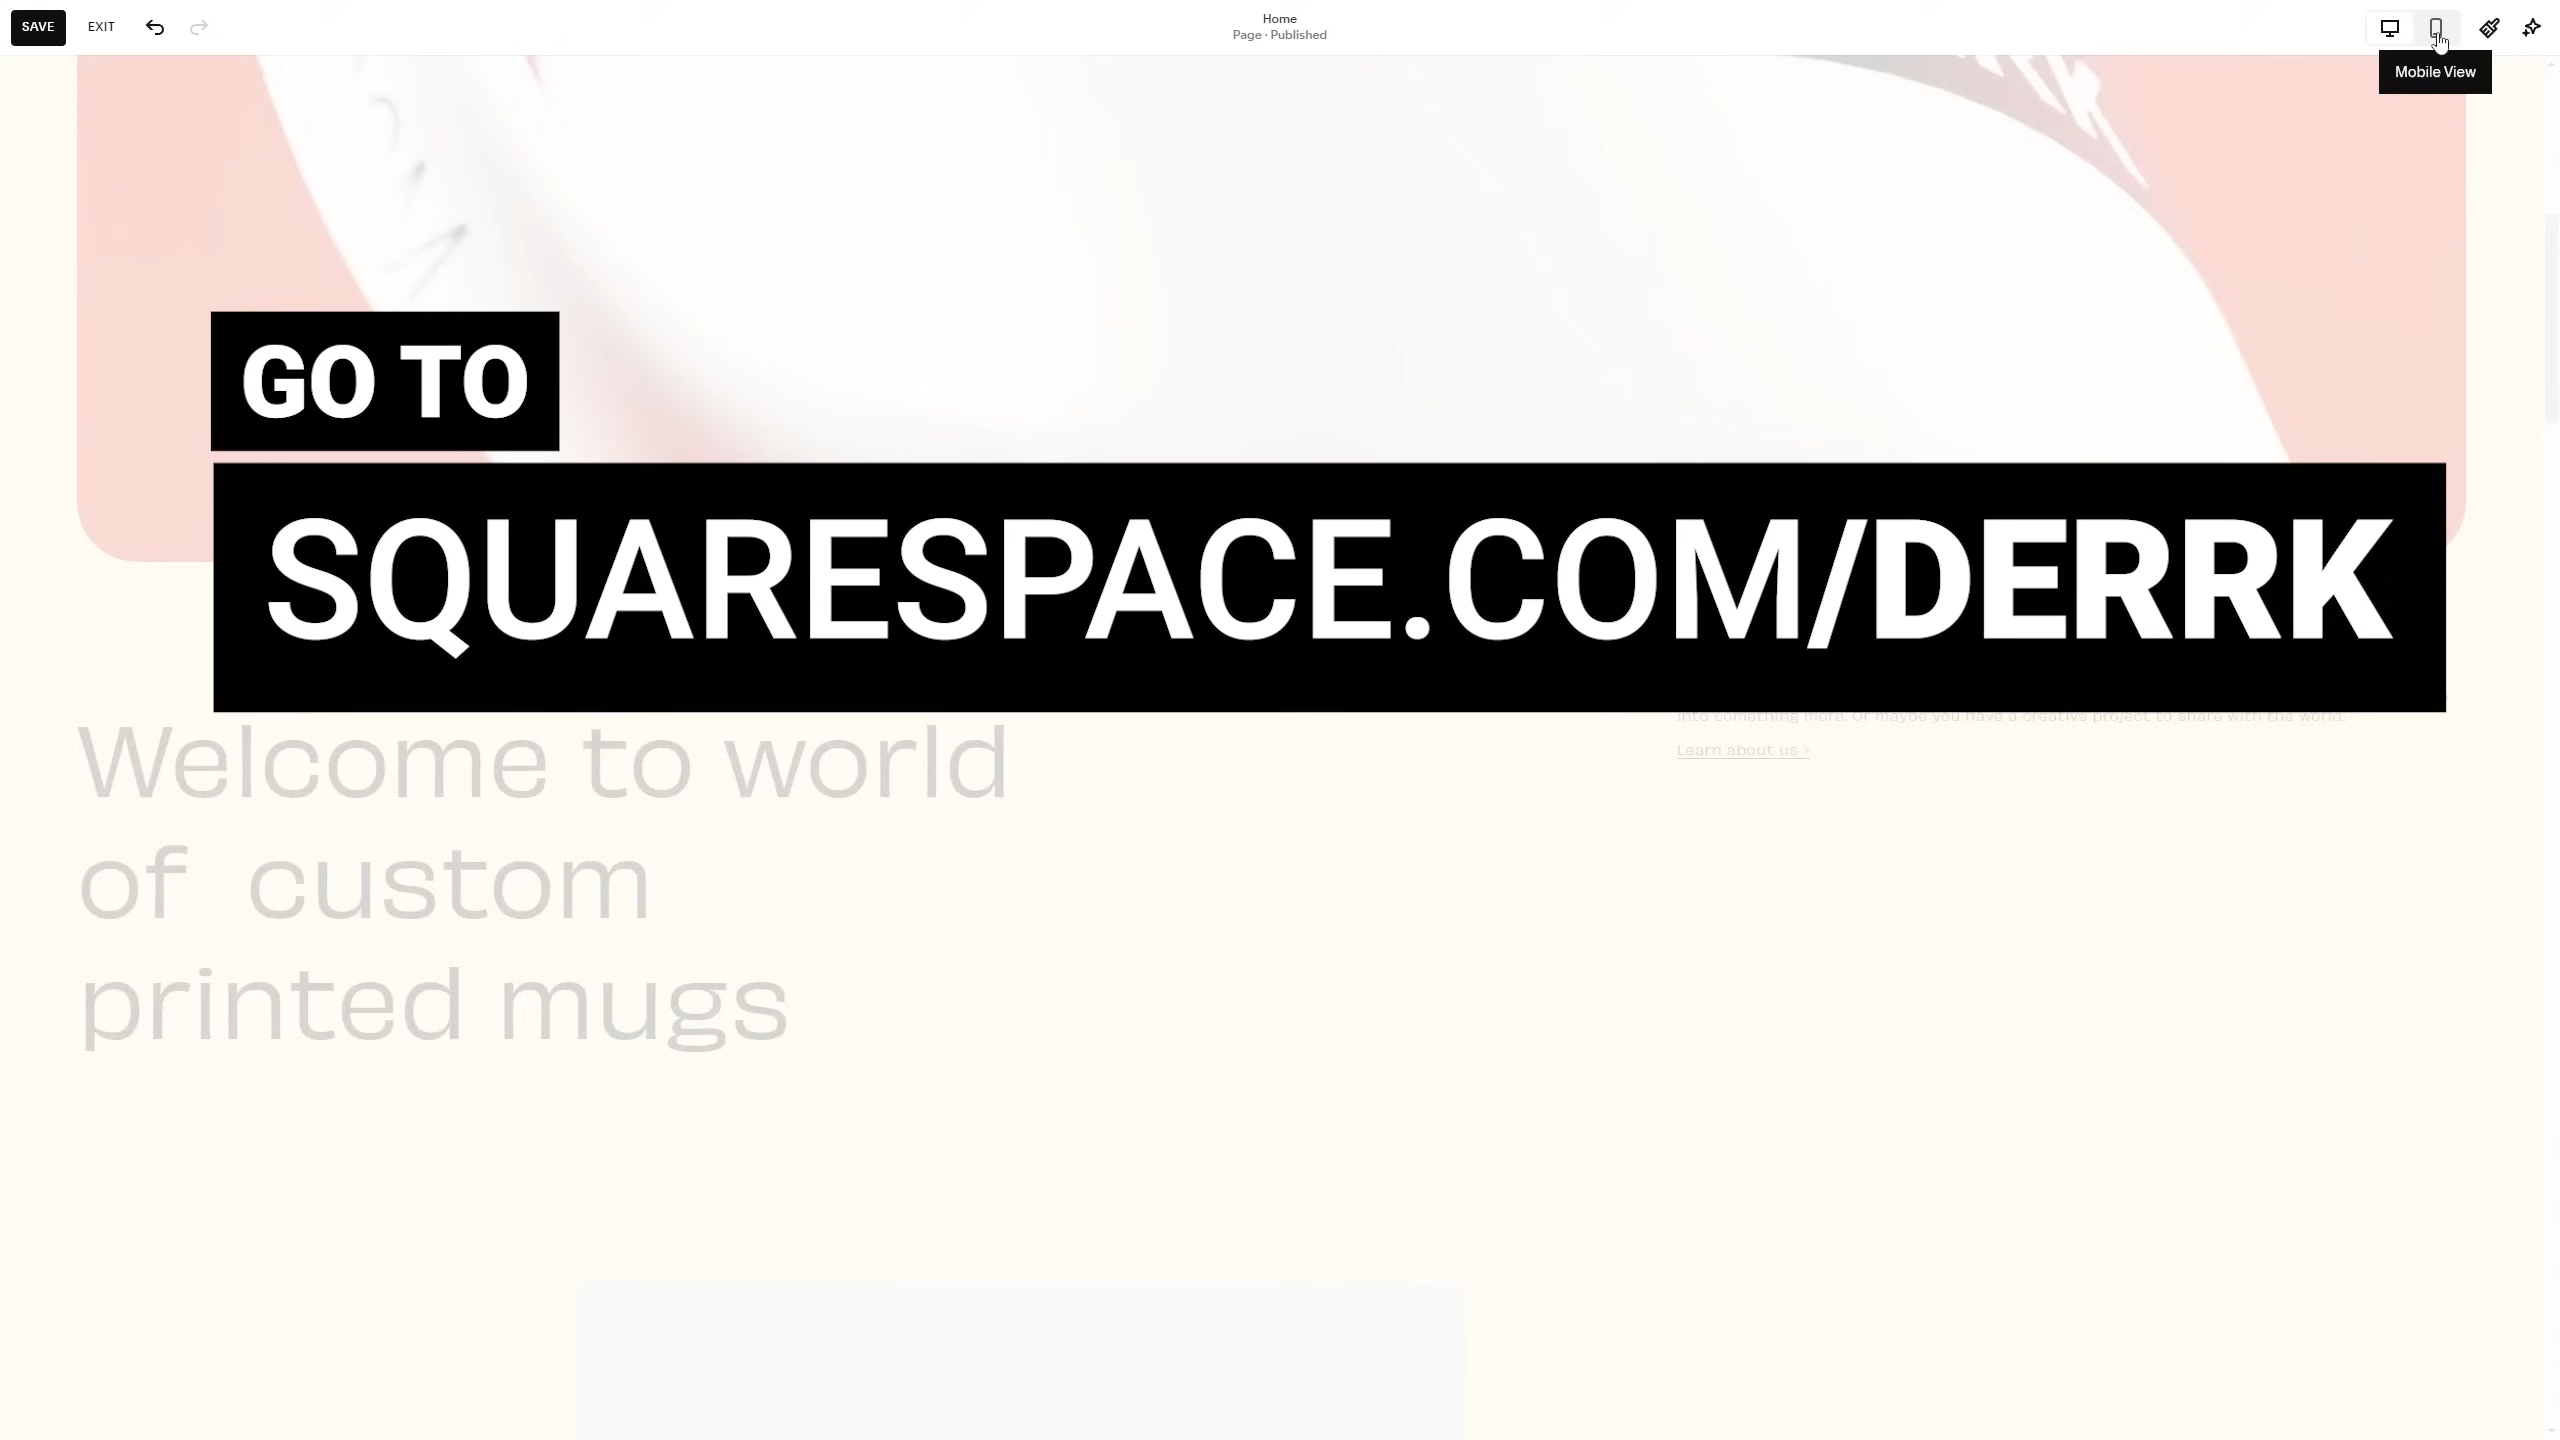 SAVE EXIT
Home
Page · Published
Mobile View
GO TO
SQUARESPACE.COM/DERRK
into something more. Or maybe you have a creative project to share with the world.
Learn about us >
Welcome to world
of custom
printed mugs